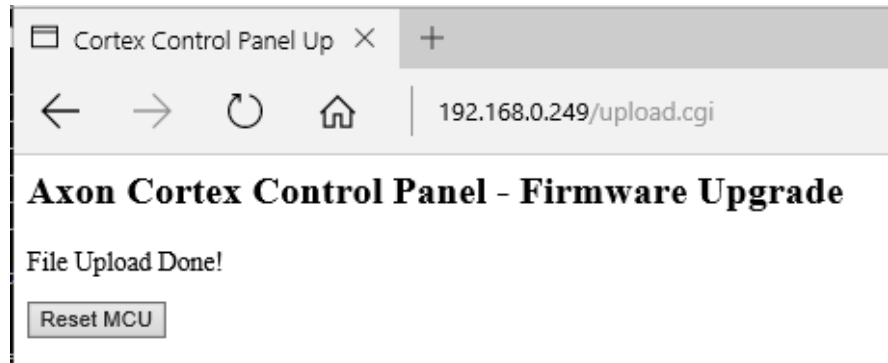 Cortex Control Panel Up
192.168.0.249/upload.cgi
Axon Cortex Control Panel - Firmware Upgrade
File Upload Done!
Reset MCU